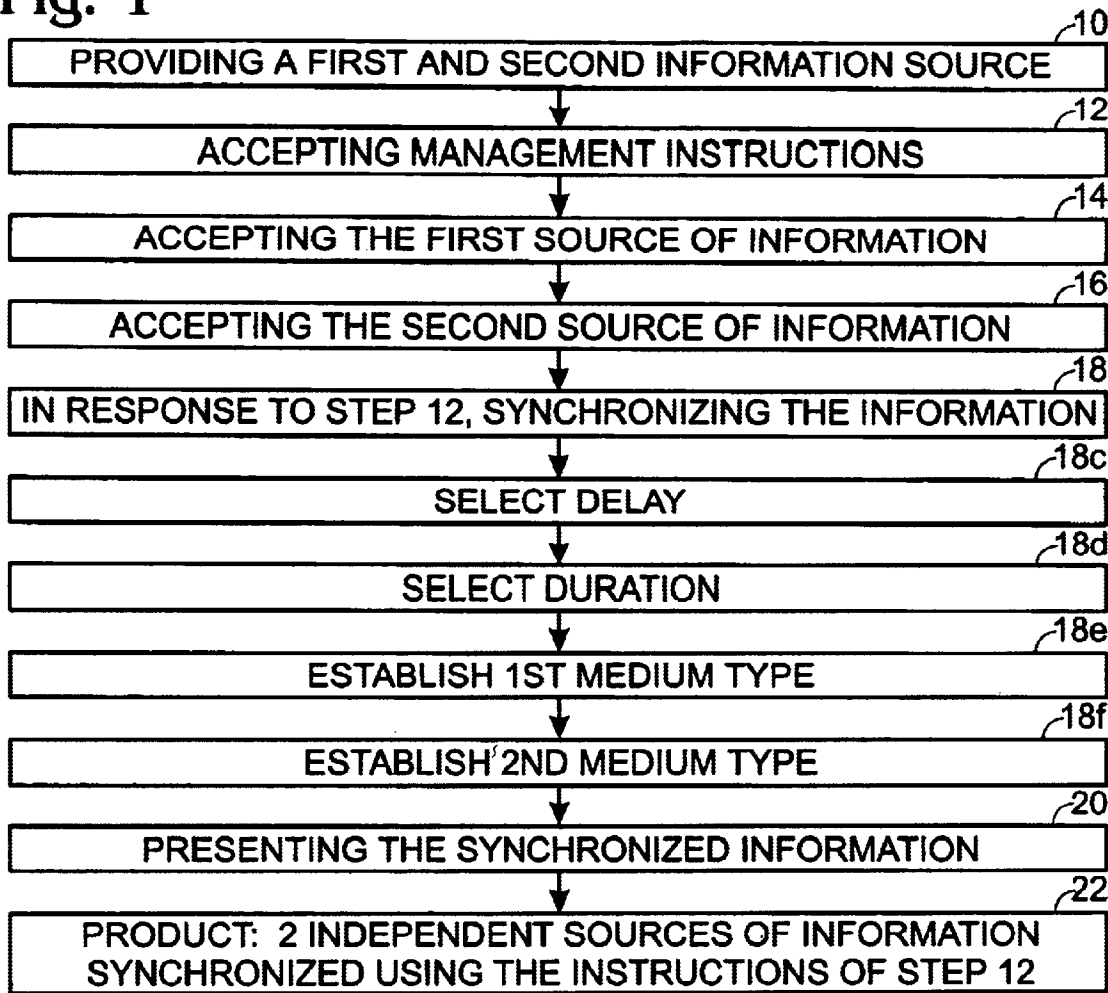 Fig. 1
10
PROVIDING A FIRST AND SECOND INFORMATION SOURCE
12
ACCEPTING MANAGEMENT INSTRUCTIONS
14
ACCEPTING THE FIRST SOURCE OF INFORMATION
16
ACCEPTING THE SECOND SOURCE OF INFORMATION
18
IN RESPONSE TO STEP 12, SYNCHRONIZING THE INFORMATION
18c
SELECT DELAY
18d
SELECT DURATION
18e
ESTABLISH 1ST MEDIUM TYPE
18f
ESTABLISH 2ND MEDIUM TYPE
20
PRESENTING THE SYNCHRONIZED INFORMATION
22
PRODUCT: 2 INDEPENDENT SOURCES OF INFORMATION
SYNCHRONIZED USING THE INSTRUCTIONS OF STEP 12